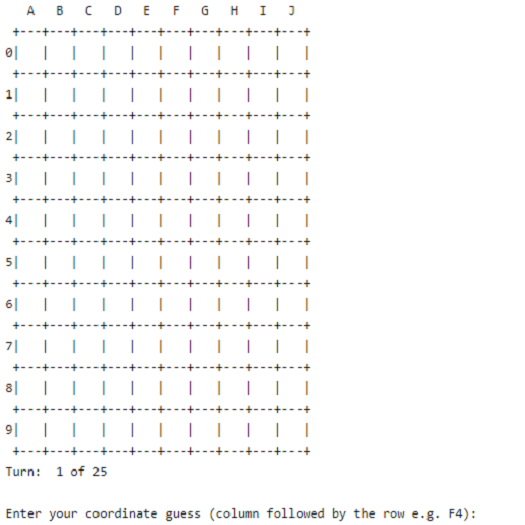 A   B   C   D   E   F   G   H   I   J
  +---+---+---+---+---+---+---+---+---+---+
0|   |   |   |   |   |   |   |   |   |   |
  +---+---+---+---+---+---+---+---+---+---+
1|   |   |   |   |   |   |   |   |   |   |
  +---+---+---+---+---+---+---+---+---+---+
2|   |   |   |   |   |   |   |   |   |   |
  +---+---+---+---+---+---+---+---+---+---+
3|   |   |   |   |   |   |   |   |   |   |
  +---+---+---+---+---+---+---+---+---+---+
4|   |   |   |   |   |   |   |   |   |   |
  +---+---+---+---+---+---+---+---+---+---+
5|   |   |   |   |   |   |   |   |   |   |
  +---+---+---+---+---+---+---+---+---+---+
6|   |   |   |   |   |   |   |   |   |   |
  +---+---+---+---+---+---+---+---+---+---+
7|   |   |   |   |   |   |   |   |   |   |
  +---+---+---+---+---+---+---+---+---+---+
8|   |   |   |   |   |   |   |   |   |   |
  +---+---+---+---+---+---+---+---+---+---+
9|   |   |   |   |   |   |   |   |   |   |
  +---+---+---+---+---+---+---+---+---+---+
Turn:  1 of 25
Enter your coordinate guess (column followed by the row e.g. F4):